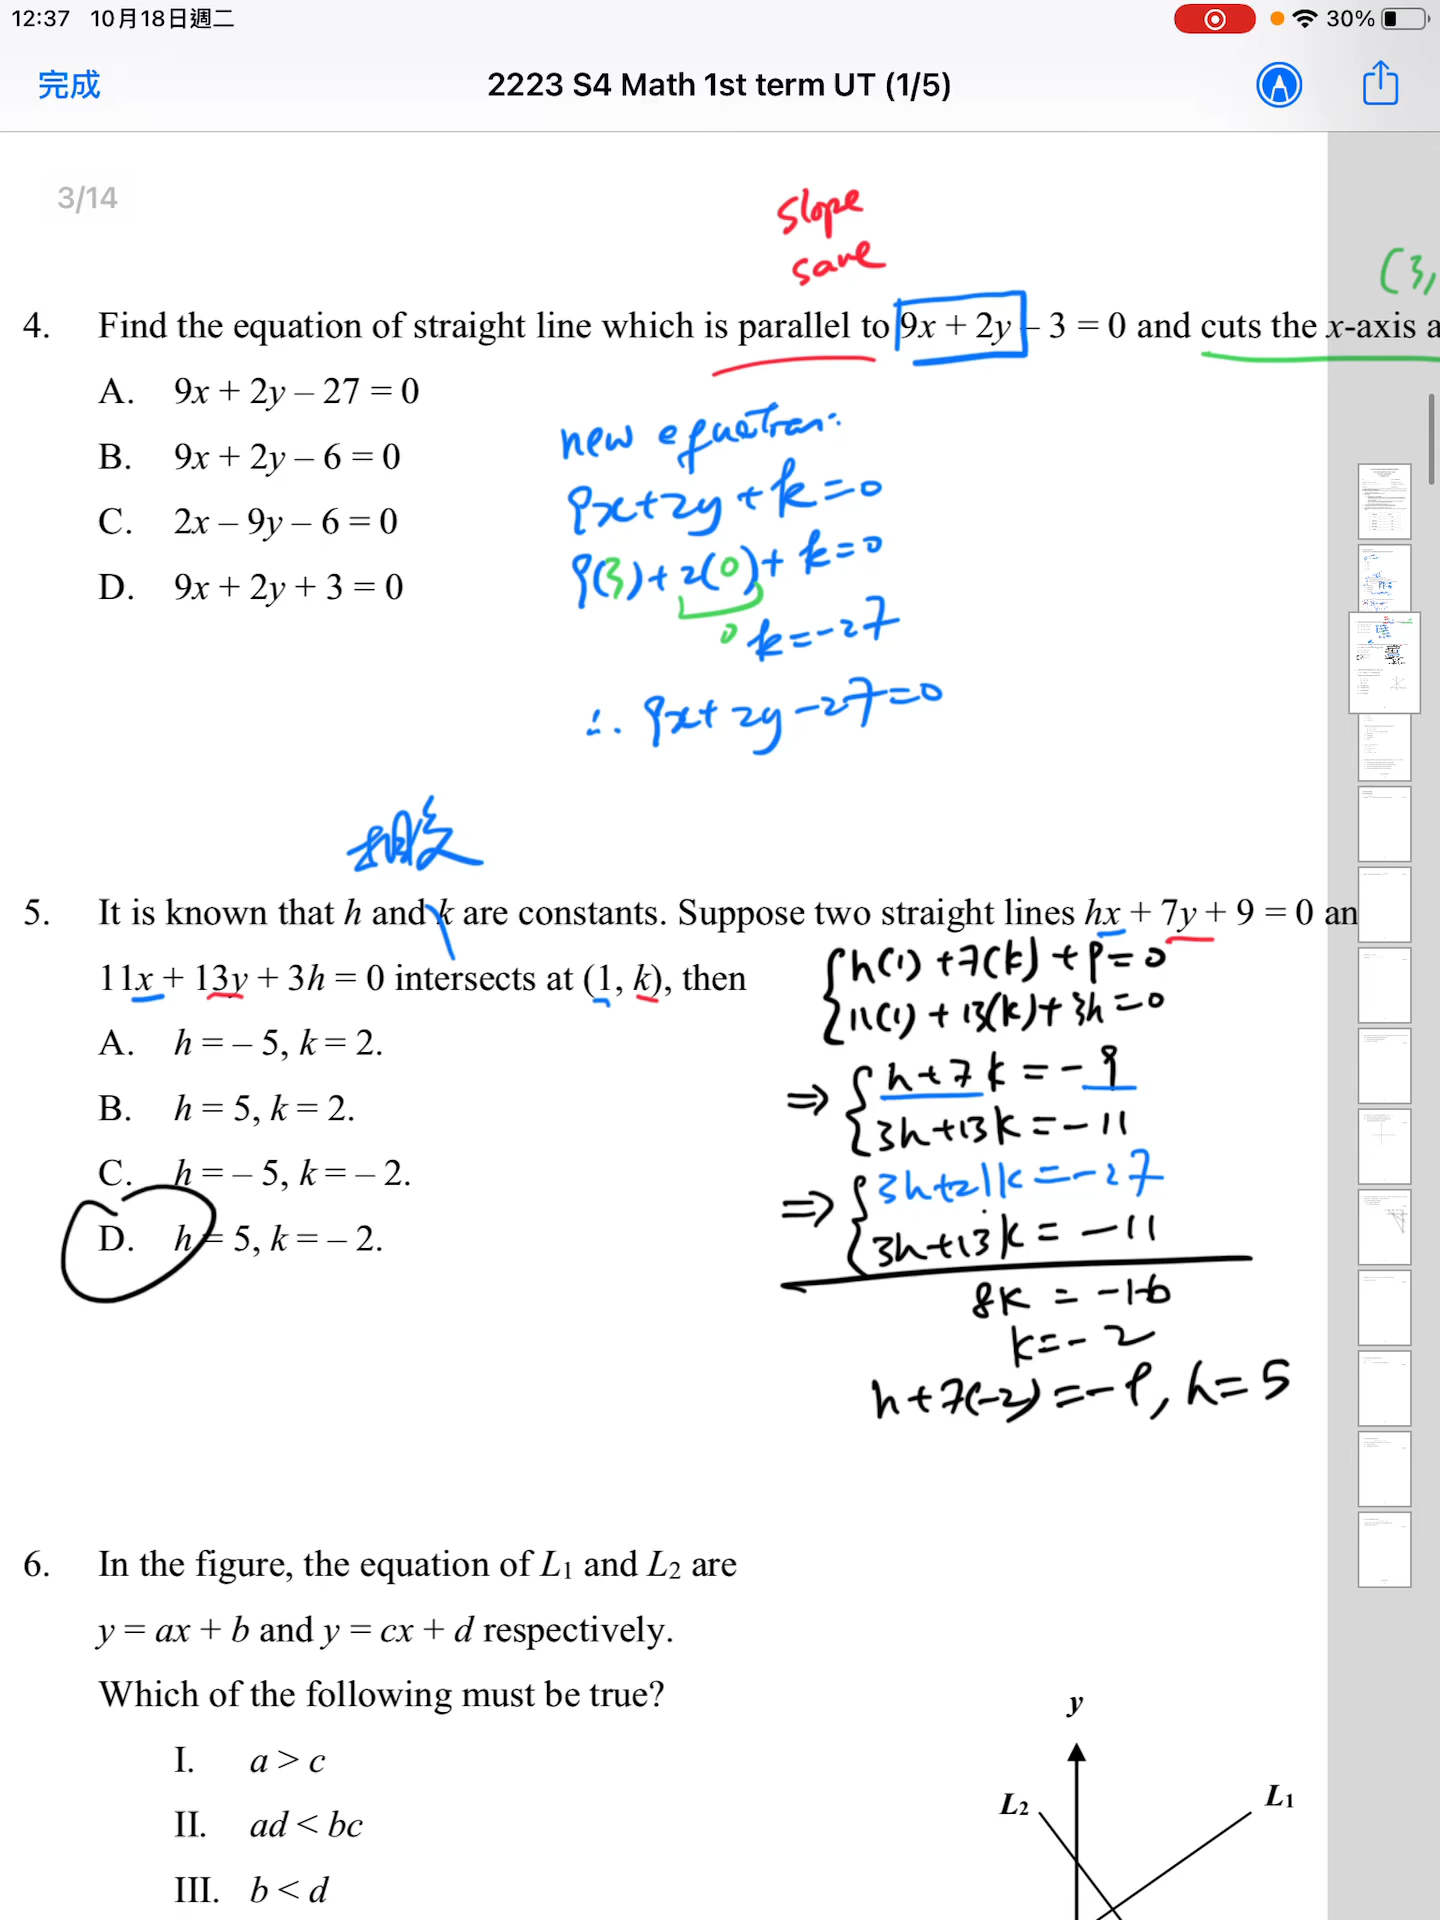 12:37 10月18日週二
30%
完成
2223 S4 Math 1st term UT (1/5)
3/14
slope
same
(3,
4. Find the equation of straight line which is parallel to 9x + 2y – 3 = 0 and cuts the x-axis a
A. 9x + 2y – 27 = 0
B. 9x + 2y – 6 = 0
C. 2x – 9y – 6 = 0
D. 9x + 2y + 3 = 0
new equation:
9x+2y+k=0
9(3)+2(0)+k=0
0
k=-27
∴ 9x+2y-27=0
相交
5. It is known that h and k are constants. Suppose two straight lines hx + 7y + 9 = 0 an
11x + 13y + 3h = 0 intersects at (1, k), then
A. h = – 5, k = 2.
B. h = 5, k = 2.
C. h = – 5, k = – 2.
D. h = 5, k = – 2.
h(1)+7(k)+9=0
11(1)+13(k)+3h=0
⇒ h+7k=-9
3h+13k=-11
⇒ 3h+21k=-27
3h+13k=-11
8k=-16
k=-2
h+7(-2)=-9, h=5
6. In the figure, the equation of L1 and L2 are
y = ax + b and y = cx + d respectively.
Which of the following must be true?
I. a > c
II. ad < bc
III. b < d
y
L2
L1